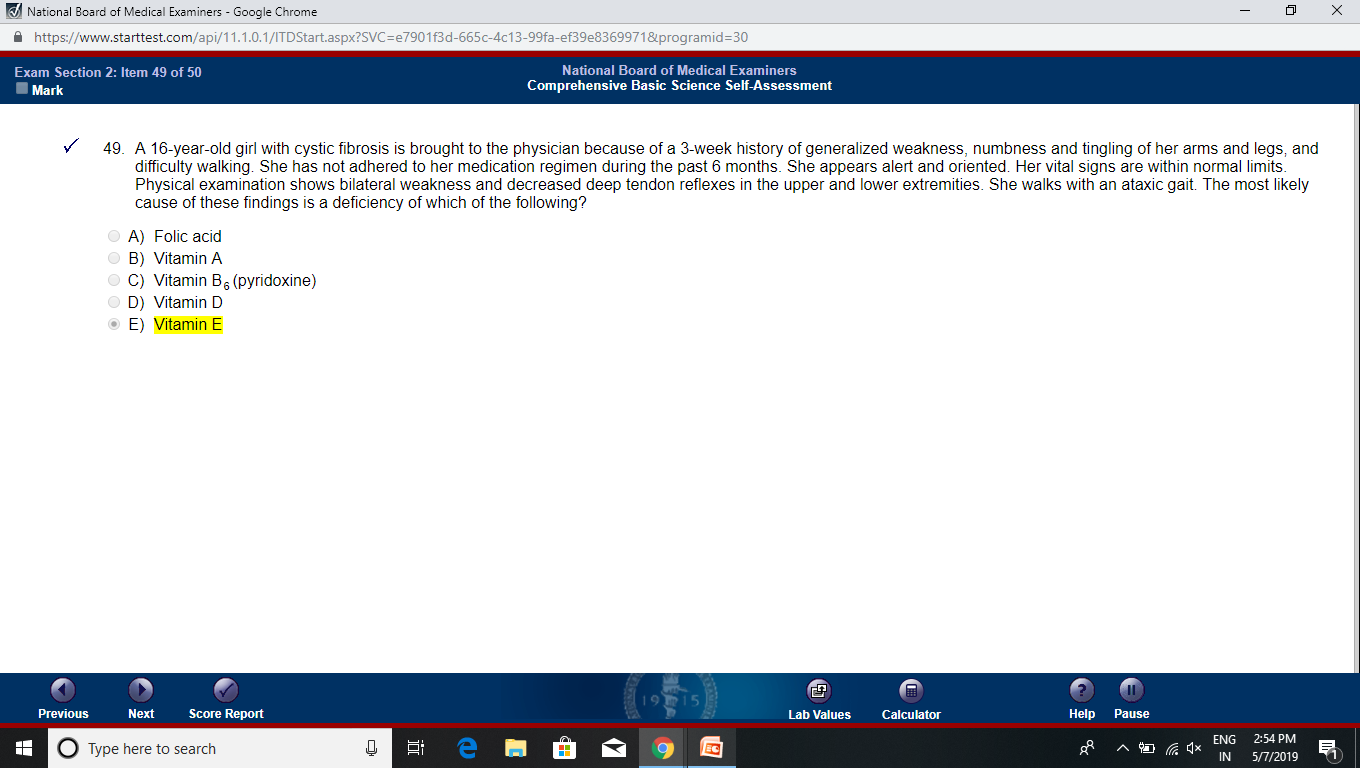 National Board of Medical Examiners - Google Chrome
https://www.starttest.com/api/11.1.0.1/ITDStart.aspx?SVC=e7901f3d-665c-4c13-99fa-ef39e8369971&programid=30
Exam Section 2: Item 49 of 50
National Board of Medical Examiners
Mark
Comprehensive Basic Science Self-Assessment
49. A 16-year-old girl with cystic fibrosis is brought to the physician because of a 3-week history of generalized weakness, numbness and tingling of her arms and legs, and
difficulty walking. She has not adhered to her medication regimen during the past 6 months. She appears alert and oriented. Her vital signs are within normal limits.
Physical examination shows bilateral weakness and decreased deep tendon reflexes in the upper and lower extremities. She walks with an ataxic gait. The most likely
cause of these findings is a deficiency of which of the following?
A) Folic acid
B) Vitamin A
C) Vitamin B6 (pyridoxine)
D) Vitamin D
E) Vitamin E
19 15
Previous
Next
Score Report
Lab Values
Calculator
Help
Pause
Type here to search
ENG
IN
2:54 PM
5/7/2019
1